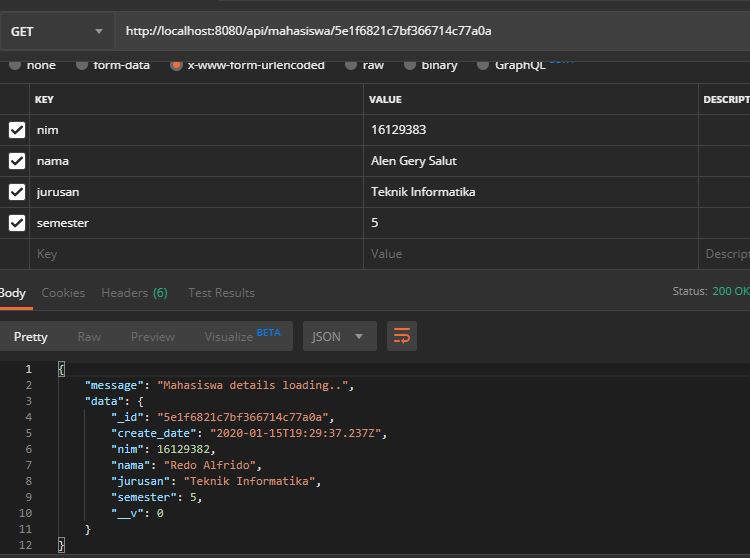 GET http://localhost:8080/api/mahasiswa/5e1f6821c7bf366714c77a0a
none form-data x-www-form-urlencoded raw binary GraphQL
KEY VALUE DESCRIPT
nim 16129383
nama Alen Gery Salut
jurusan Teknik Informatika
semester 5
Key Value Descrip
Body Cookies Headers (6) Test Results Status: 200 OK
Pretty Raw Preview Visualize BETA JSON
1 {
2 "message": "Mahasiswa details loading..",
3 "data": {
4 "_id": "5e1f6821c7bf366714c77a0a",
5 "create_date": "2020-01-15T19:29:37.237Z",
6 "nim": 16129382,
7 "nama": "Redo Alfrido",
8 "jurusan": "Teknik Informatika",
9 "semester": 5,
10 "__v": 0
11 }
12 }